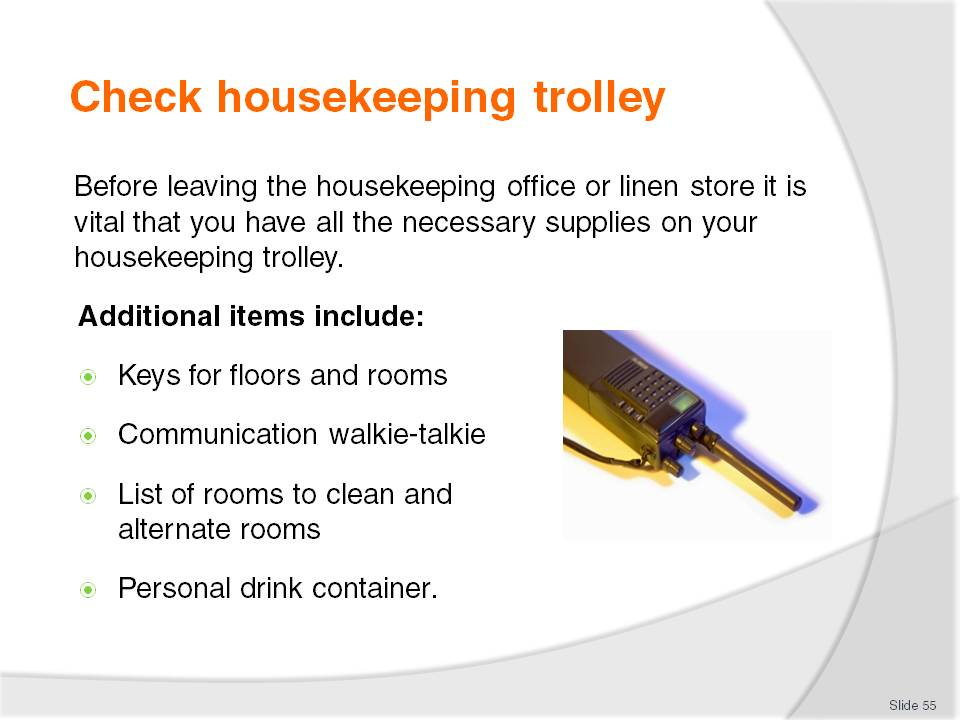 Check housekeeping trolley
Before leaving the housekeeping office or linen store it is
vital that you have all the necessary supplies on your
housekeeping trolley.
Additional items include:
Keys for floors and rooms
Communication walkie-talkie
List of rooms to clean and
alternate rooms
Personal drink container.
Slide 55